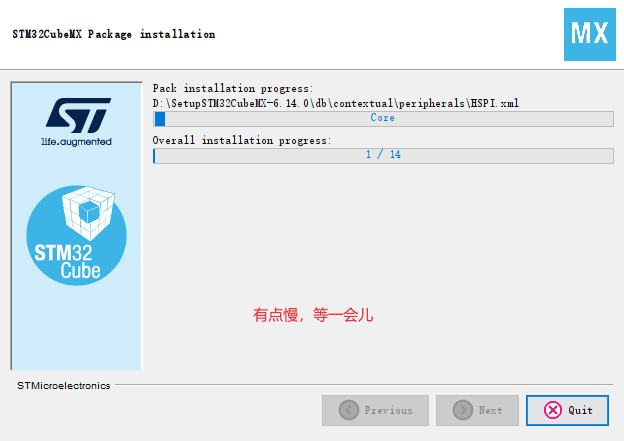 STM32CubeMX Package installation
MX
Pack installation progress:
D:\SetupSTM32CubeMX-6.14.0\db\contextual\peripherals\HSPI.xml
Core
Overall installation progress:
1 / 14
ST
life.augmented
STM32
Cube
有点慢，等一会儿
STMicroelectronics
Previous
Next
Quit